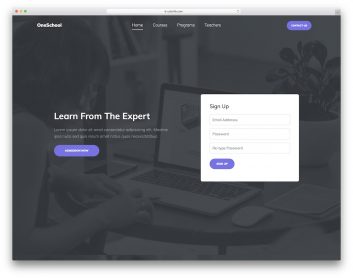 OneSchool
Home
Courses
Programs
Teachers
CONTACT US
Learn From The Expert
Lorem ipsum dolor sit amet consectetur adipisicing elit. Maxime
ipsa nulla sed quis rerum amet natus quas necessitatibus.
ADMISSION NOW
Sign Up
Email Address
Password
Re-type Password
SIGN UP